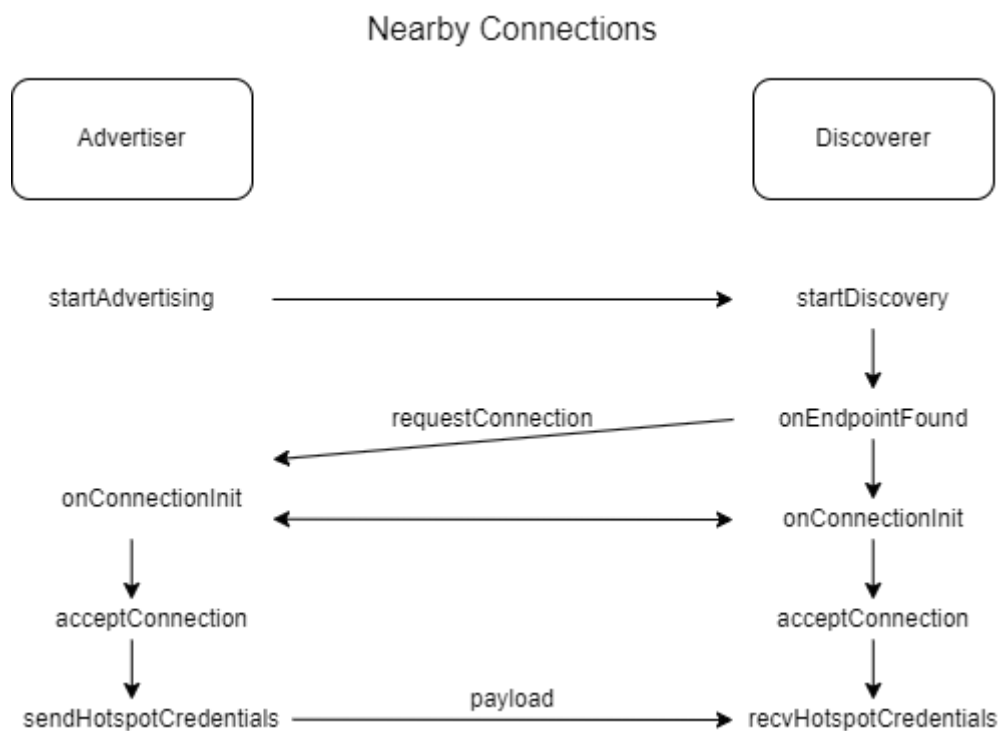 Nearby Connections
Advertiser
Discoverer
startAdvertising
startDiscovery
requestConnection
onEndpointFound
onConnectionInit
onConnectionInit
acceptConnection
acceptConnection
payload
sendHotspotCredentials
recvHotspotCredentials